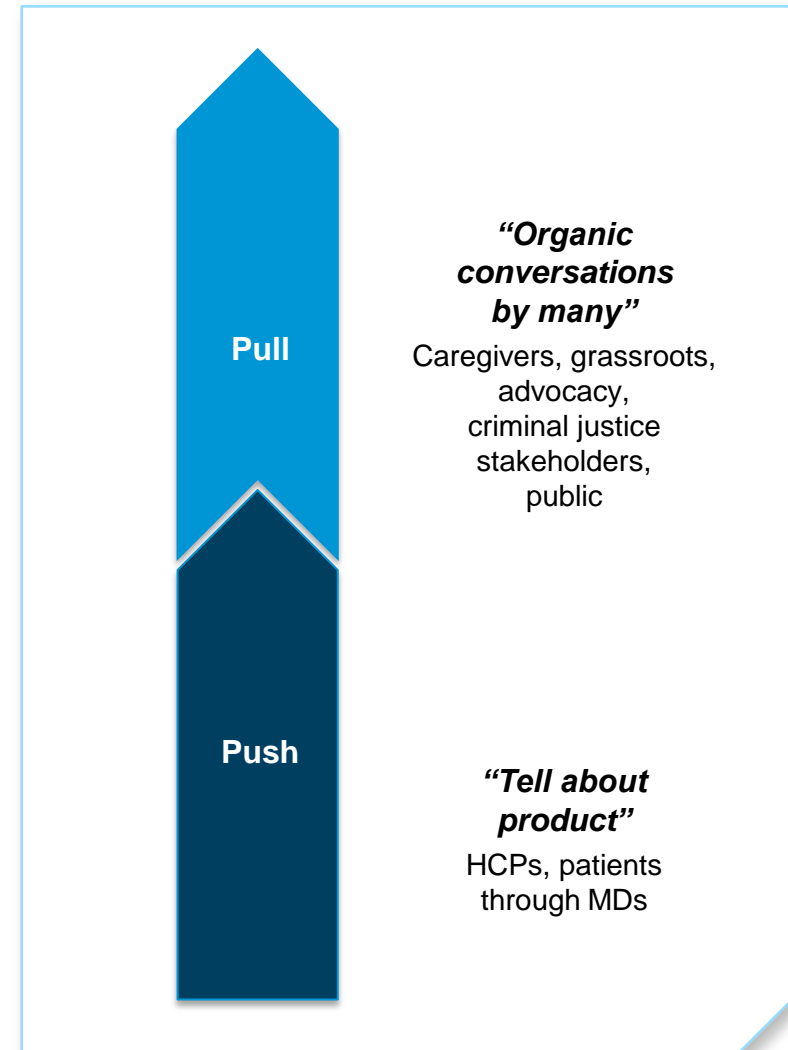 “Organic
conversations
by many”
Pull
Caregivers, grassroots,
advocacy,
criminal justice
stakeholders,
public
Push
“Tell about
product”
HCPs, patients
through MDs